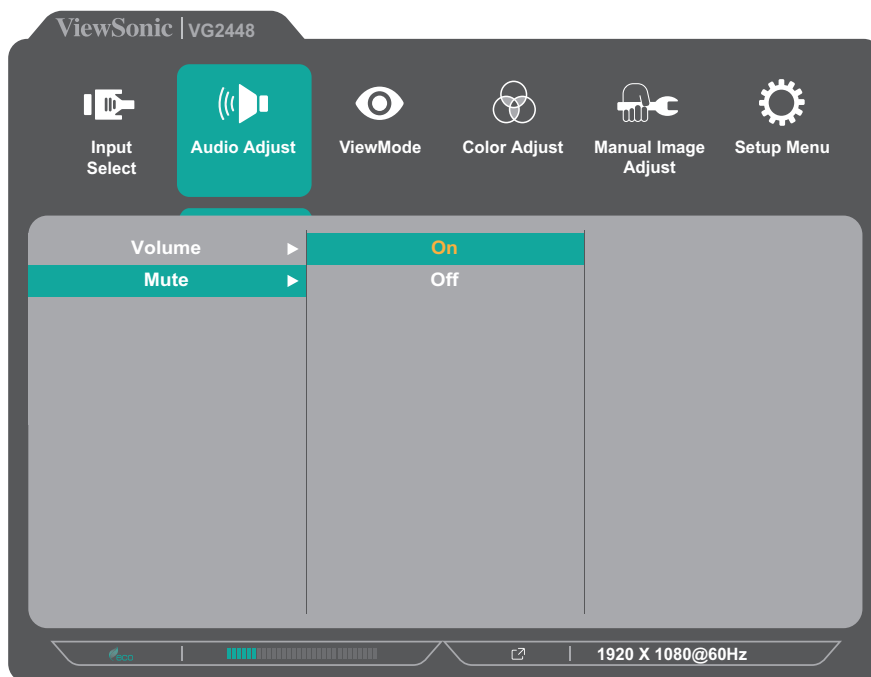 ViewSonic | VG2448
Input
Select
Audio Adjust
ViewMode
Color Adjust
Manual Image
Adjust
Setup Menu
Volume
On
Mute
Off
eco
1920 X 1080@60Hz